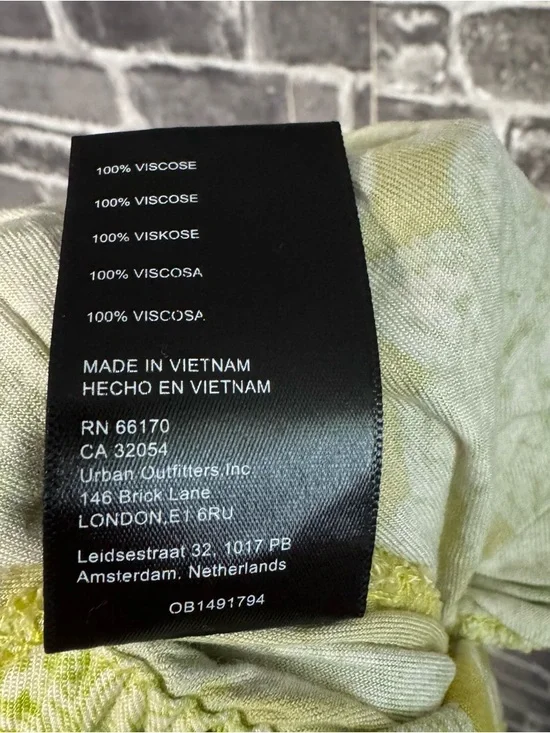 100% VISCOSE
100% VISCOSE
100% VISKOSE
100% VISCOSA
100% VISCOSA
MADE IN VIETNAM
HECHO EN VIETNAM
RN 66170
CA 32054
Urban Outfitters,Inc.
146 Brick Lane
LONDON,E1 6RU
Leidsestraat 32, 1017 PB
Amsterdam, Netherlands
OB1491794